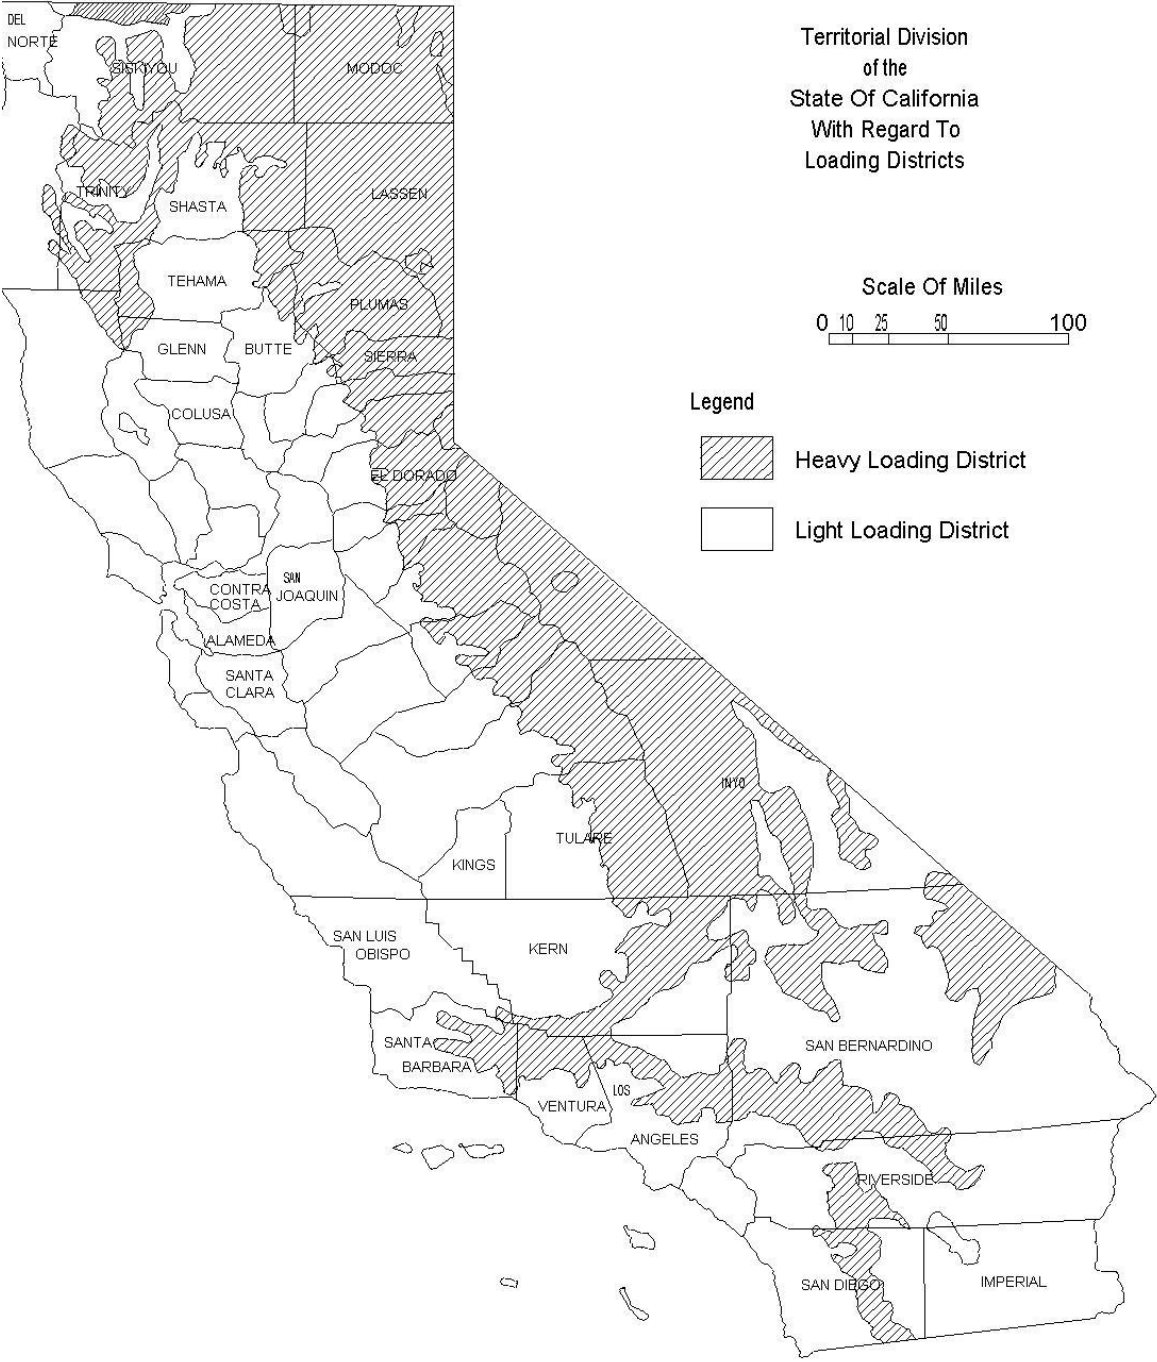 Territorial Division
of the
State Of California
With Regard To
Loading Districts
Scale Of Miles
0 10 25 50 100
Legend
Heavy Loading District
Light Loading District
DEL
NORTE
SISKIYOU
MODOC
TRINITY
SHASTA
LASSEN
TEHAMA
PLUMAS
GLENN
BUTTE
SIERRA
COLUSA
EL DORADO
CONTRA
COSTA
SAN
JOAQUIN
ALAMEDA
SANTA
CLARA
INYO
TULARE
KINGS
SAN LUIS
OBISPO
KERN
SANTA
BARBARA
VENTURA
LOS
ANGELES
SAN BERNARDINO
RIVERSIDE
SAN DIEGO
IMPERIAL